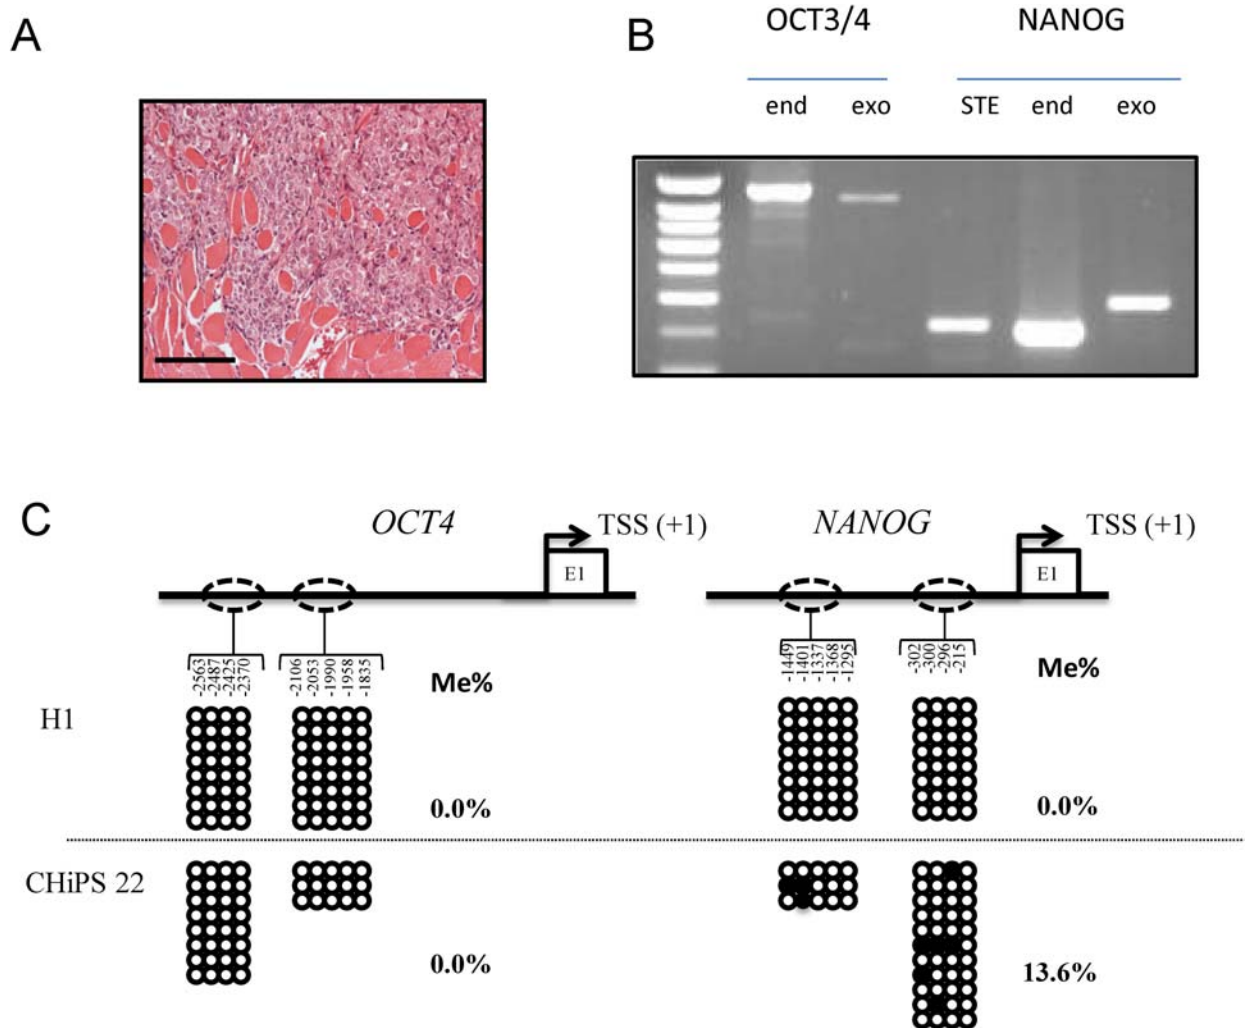 A
B
OCT3/4 NANOG
end exo STE end exo
C
OCT4 TSS (+1) NANOG TSS (+1)
E1 E1
-2563 -2487 -2425 -2370 -2106 -2053 -1990 -1958 -1835 Me% -1449 -1401 -1337 -1368 -1295 -302 -300 -296 -215 Me%
H1
0.0% 0.0%
CHiPS 22
0.0% 13.6%